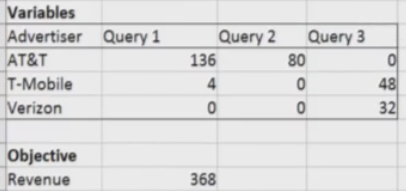 Variables
Advertiser Query 1 Query 2 Query 3
AT&T 136 80 0
T-Mobile 4 0 48
Verizon 0 0 32
Objective
Revenue 368